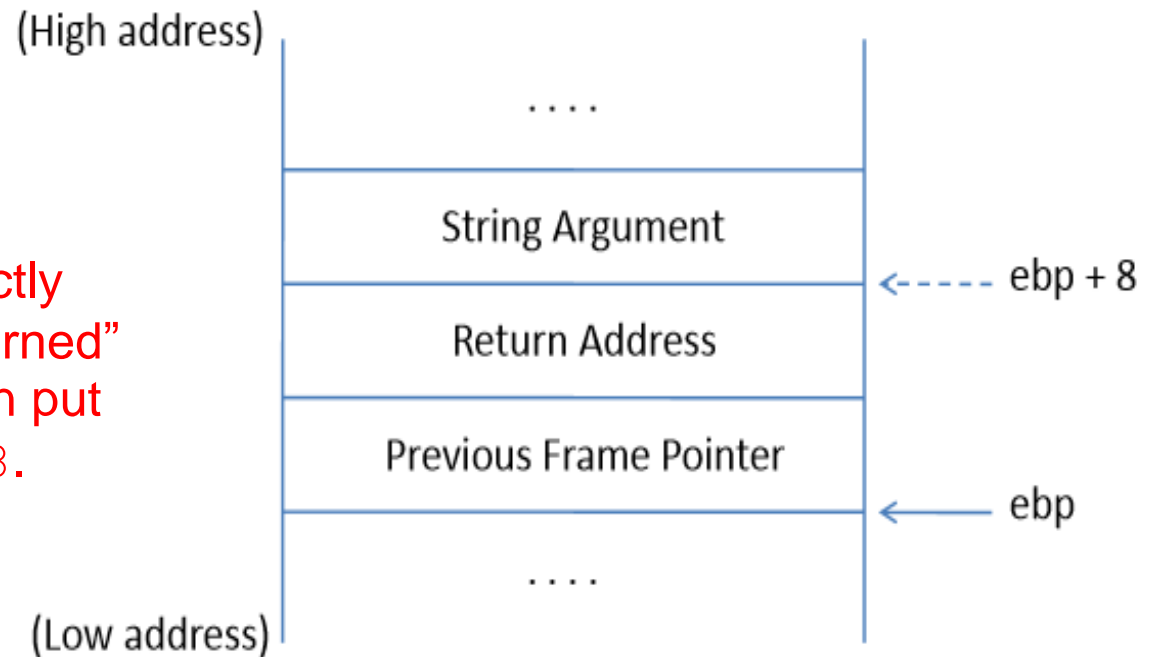 (High address)
. . . .
String Argument
ebp + 8
Return Address
Previous Frame Pointer
ebp
. . . .
(Low address)
ctly
rned”
n put
.